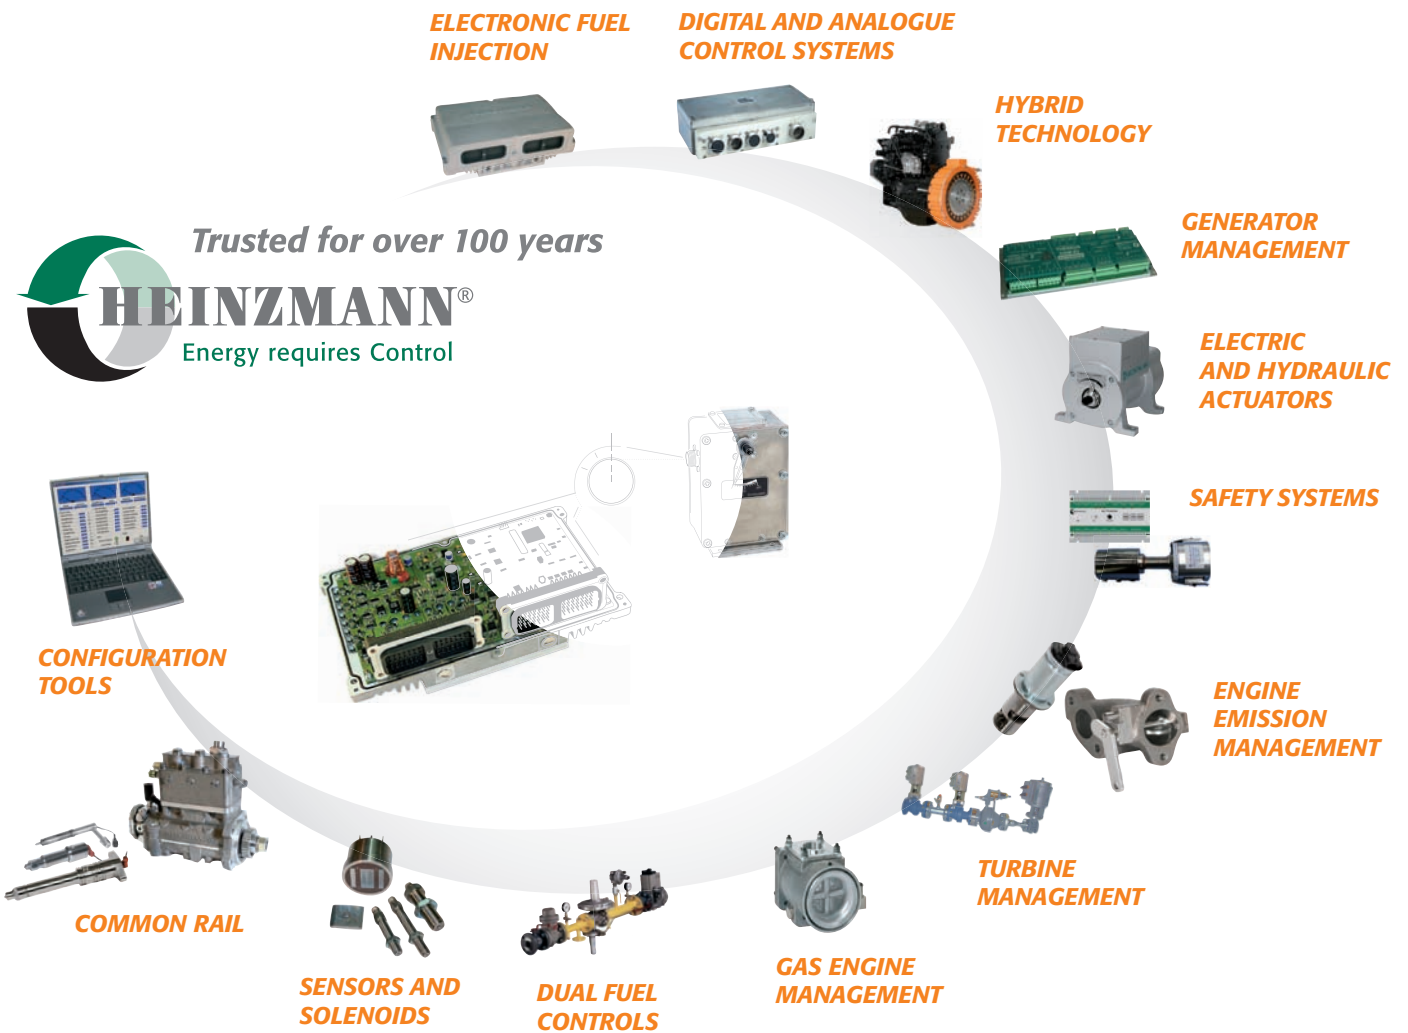 ELECTRONIC FUEL
INJECTION
DIGITAL AND ANALOGUE
CONTROL SYSTEMS
HYBRID
TECHNOLOGY
Trusted for over 100 years
HEINZMANN®
Energy requires Control
GENERATOR
MANAGEMENT
ELECTRIC
AND HYDRAULIC
ACTUATORS
SAFETY SYSTEMS
ENGINE
EMISSION
MANAGEMENT
TURBINE
MANAGEMENT
GAS ENGINE
MANAGEMENT
DUAL FUEL
CONTROLS
SENSORS AND
SOLENOIDS
COMMON RAIL
CONFIGURATION
TOOLS